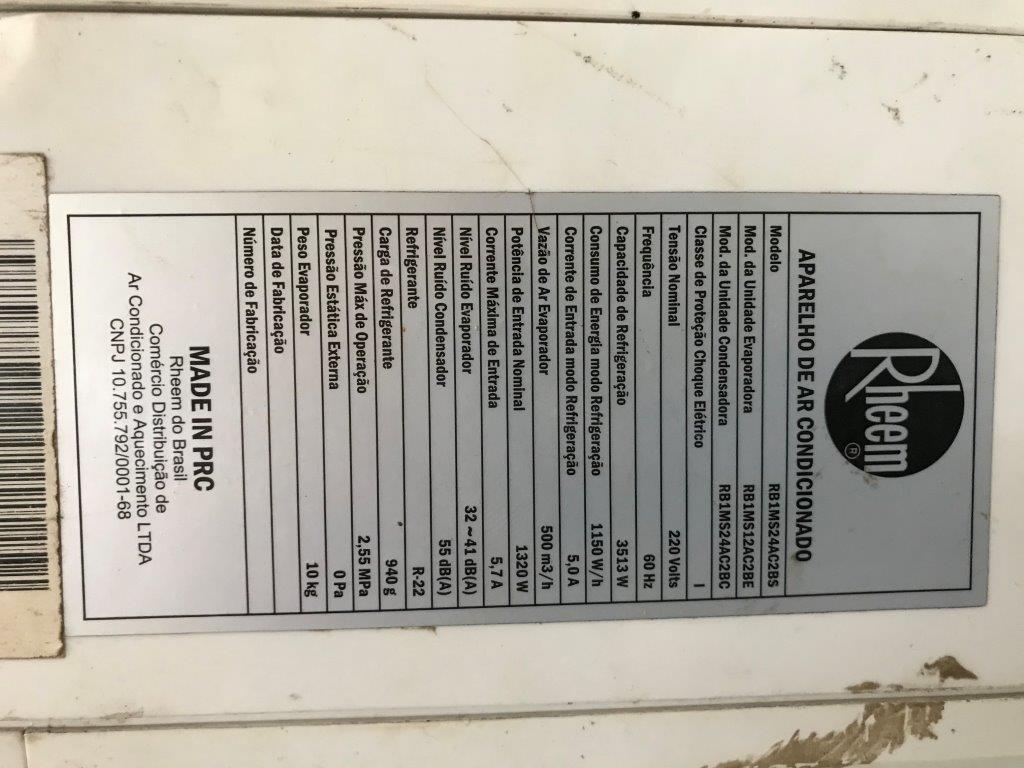 Rheem ®
APARELHO DE AR CONDICIONADO
Modelo RB1MS24AC2BS
Mod. da Unidade Evaporadora RB1MS12AC2BE
Mod. da Unidade Condensadora RB1MS24AC2BC
Classe de Proteção Choque Elétrico I
Tensão Nominal 220 Volts
Frequência 60 Hz
Capacidade de Refrigeração 3513 W
Consumo de Energia modo Refrigeração 1150 W/h
Corrente de Entrada modo Refrigeração 5,0 A
Vazão de Ar Evaporador 500 m3/h
Potência de Entrada Nominal 1320 W
Corrente Máxima de Entrada 5,7 A
Nível Ruído Evaporador 32 ~ 41 dB(A)
Nível Ruído Condensador 55 dB(A)
Refrigerante R-22
Carga de Refrigerante 940 g
Pressão Máx de Operação 2,55 MPa
Pressão Estática Externa 0 Pa
Peso Evaporador 10 kg
Data de Fabricação
Número de Fabricação
MADE IN PRC
Rheem do Brasil
Comércio Distribuição de
Ar Condicionado e Aquecimento LTDA
CNPJ 10.755.792/0001-68